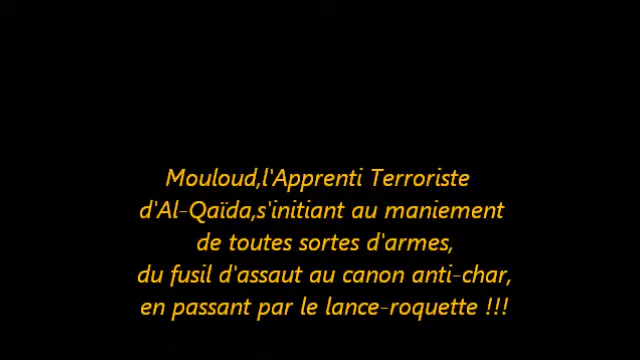 Mouloud,l'Apprenti Terroriste
d'Al-Qaïda,s'initiant au maniement
de toutes sortes d'armes,
du fusil d'assaut au canon anti-char,
en passant par le lance-roquette !!!